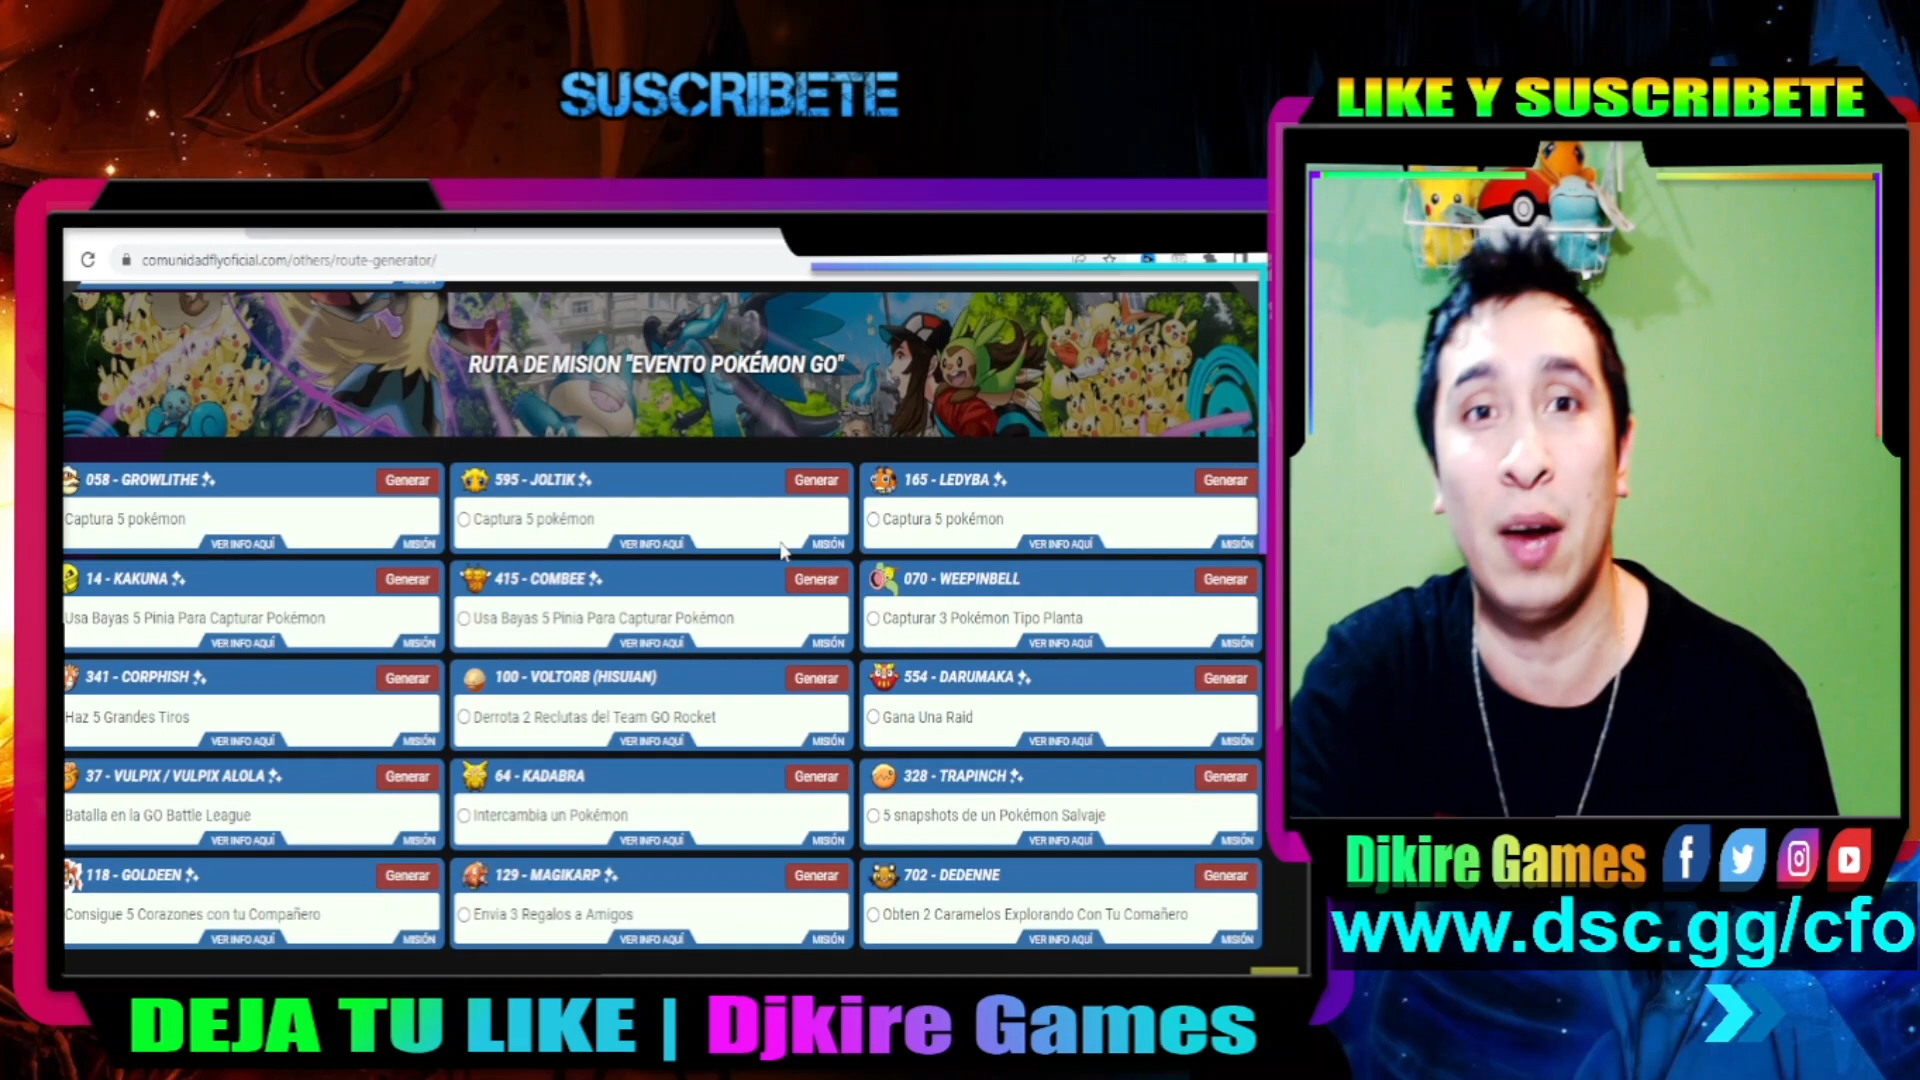 SUSCRIBETE
LIKE Y SUSCRIBETE
comunidadflyoficial.com/others/route-generator/
RUTA DE MISION "EVENTO POKÉMON GO"
058 - GROWLITHE Generar
Captura 5 pokémon
VER INFO AQUÍ MISIÓN
595 - JOLTIK Generar
Captura 5 pokémon
VER INFO AQUÍ MISIÓN
165 - LEDYBA Generar
Captura 5 pokémon
VER INFO AQUÍ MISIÓN
14 - KAKUNA Generar
Usa Bayas 5 Pinia Para Capturar Pokémon
VER INFO AQUÍ MISIÓN
415 - COMBEE Generar
Usa Bayas 5 Pinia Para Capturar Pokémon
VER INFO AQUÍ MISIÓN
070 - WEEPINBELL Generar
Capturar 3 Pokémon Tipo Planta
VER INFO AQUÍ MISIÓN
341 - CORPHISH Generar
Haz 5 Grandes Tiros
VER INFO AQUÍ MISIÓN
100 - VOLTORB (HISUIAN) Generar
Derrota 2 Reclutas del Team GO Rocket
VER INFO AQUÍ MISIÓN
554 - DARUMAKA Generar
Gana Una Raid
VER INFO AQUÍ MISIÓN
37 - VULPIX / VULPIX ALOLA Generar
Batalla en la GO Battle League
VER INFO AQUÍ MISIÓN
64 - KADABRA Generar
Intercambia un Pokémon
VER INFO AQUÍ MISIÓN
328 - TRAPINCH Generar
5 snapshots de un Pokémon Salvaje
VER INFO AQUÍ MISIÓN
118 - GOLDEEN Generar
Consigue 5 Corazones con tu Compañero
VER INFO AQUÍ MISIÓN
129 - MAGIKARP Generar
Envia 3 Regalos a Amigos
VER INFO AQUÍ MISIÓN
702 - DEDENNE Generar
Obten 2 Caramelos Explorando Con Tu Comañero
VER INFO AQUÍ MISIÓN
Djkire Games
www.dsc.gg/cfo
DEJA TU LIKE | Djkire Games